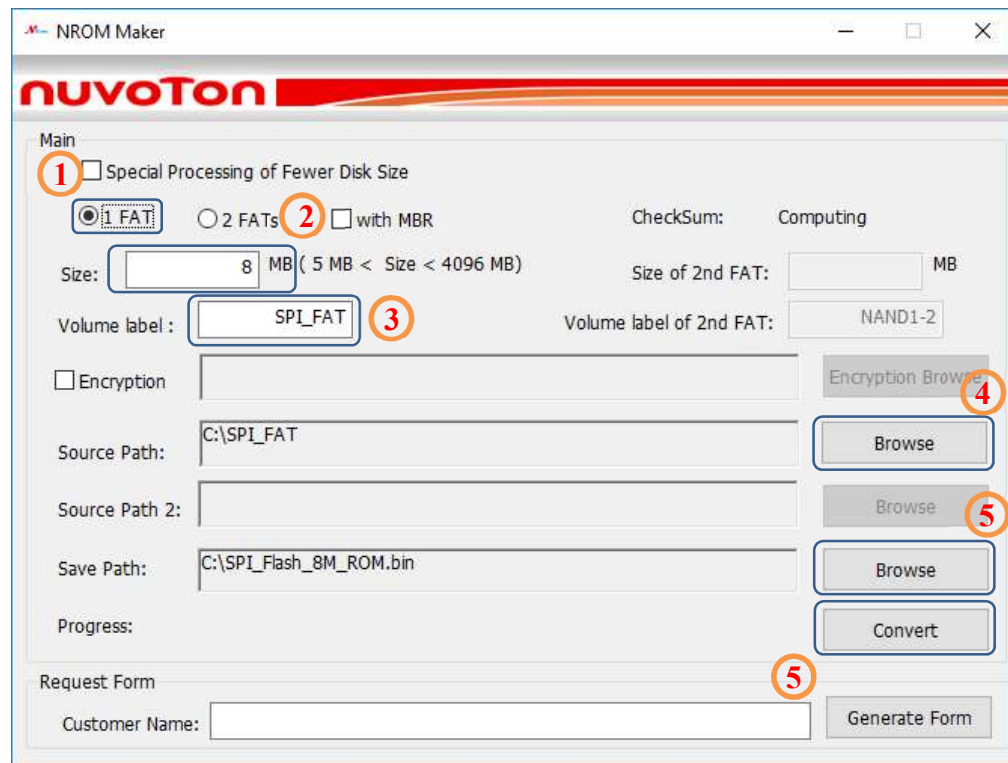 NROM Maker
nuvoTon
Main
1 Special Processing of Fewer Disk Size
1 FAT 2 FATs 2 with MBR CheckSum: Computing
Size: 8 MB ( 5 MB < Size < 4096 MB) Size of 2nd FAT: MB
Volume label : SPI_FAT 3 Volume label of 2nd FAT: NAND1-2
Encryption Encryption Browse
4
Source Path: C:\SPI_FAT Browse
Source Path 2: Browse 5
Save Path: C:\SPI_Flash_8M_ROM.bin Browse
Progress: Convert
Request Form 5
Customer Name: Generate Form